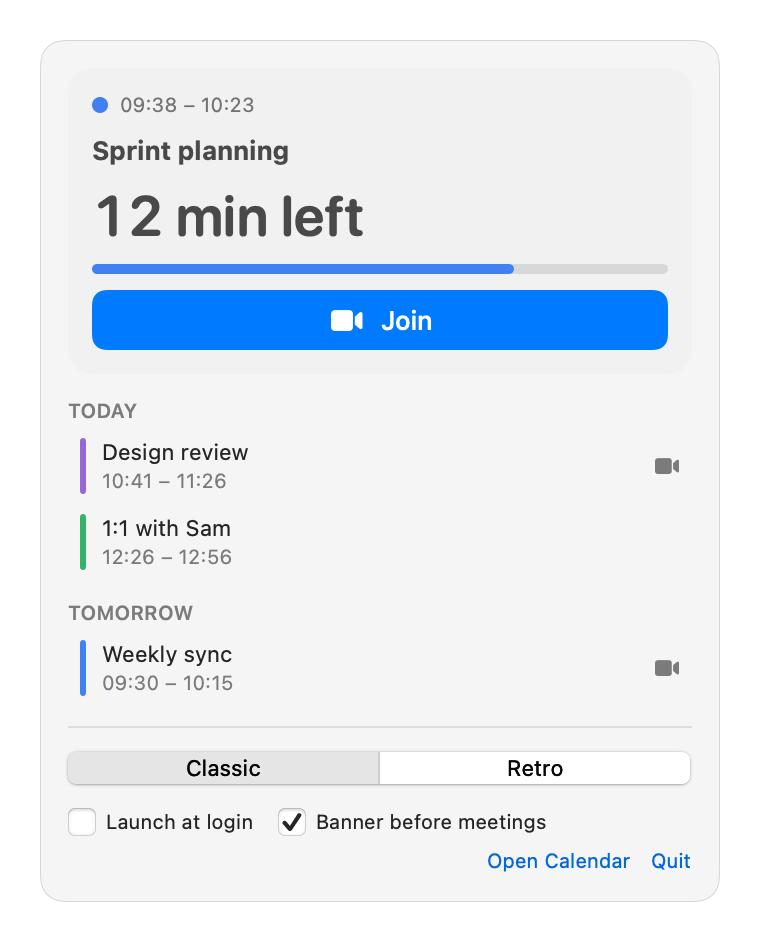 09:38 – 10:23
Sprint planning
12 min left
Join
TODAY
Design review
10:41 – 11:26
1:1 with Sam
12:26 – 12:56
TOMORROW
Weekly sync
09:30 – 10:15
Classic Retro
Launch at login Banner before meetings
Open Calendar Quit